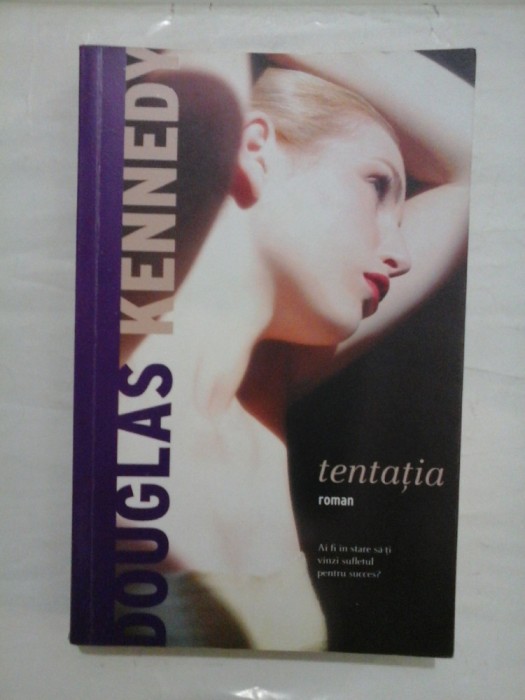 DOUGLAS KENNEDY
tentația
roman
Ai fi în stare să-ți
vinzi sufletul
pentru succes?